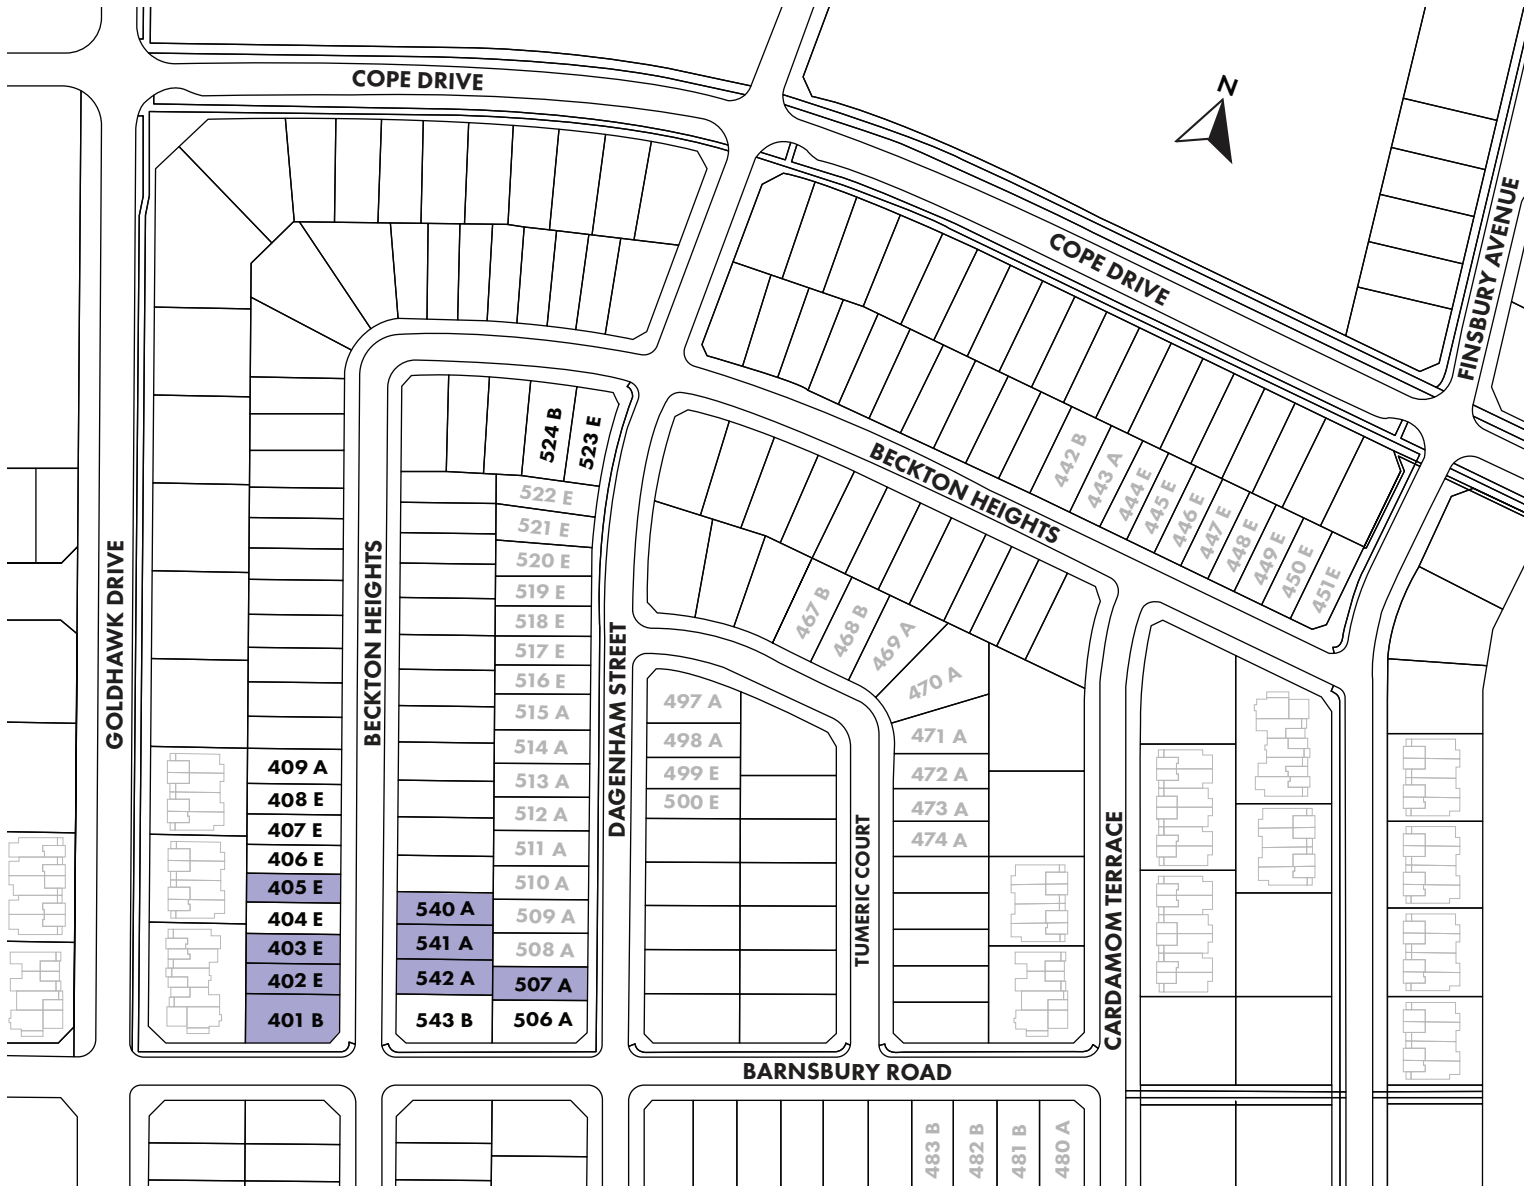 COPE DRIVE
N
COPE DRIVE
FINSBURY AVENUE
GOLDHAWK DRIVE
BECKTON HEIGHTS
BECKTON HEIGHTS
DAGENHAM STREET
TUMERIC COURT
CARDAMOM TERRACE
BARNSBURY ROAD
524 B
523 E
522 E
521 E
520 E
519 E
518 E
517 E
516 E
515 A
514 A
513 A
512 A
511 A
510 A
509 A
508 A
507 A
506 A
409 A
408 E
407 E
406 E
405 E
404 E
403 E
402 E
401 B
540 A
541 A
542 A
543 B
442 B
443 A
444 E
445 E
446 E
447 E
448 E
449 E
450 E
451 E
467 B
468 B
469 A
470 A
471 A
472 A
473 A
474 A
497 A
498 A
499 E
500 E
483 B
482 B
481 B
480 A